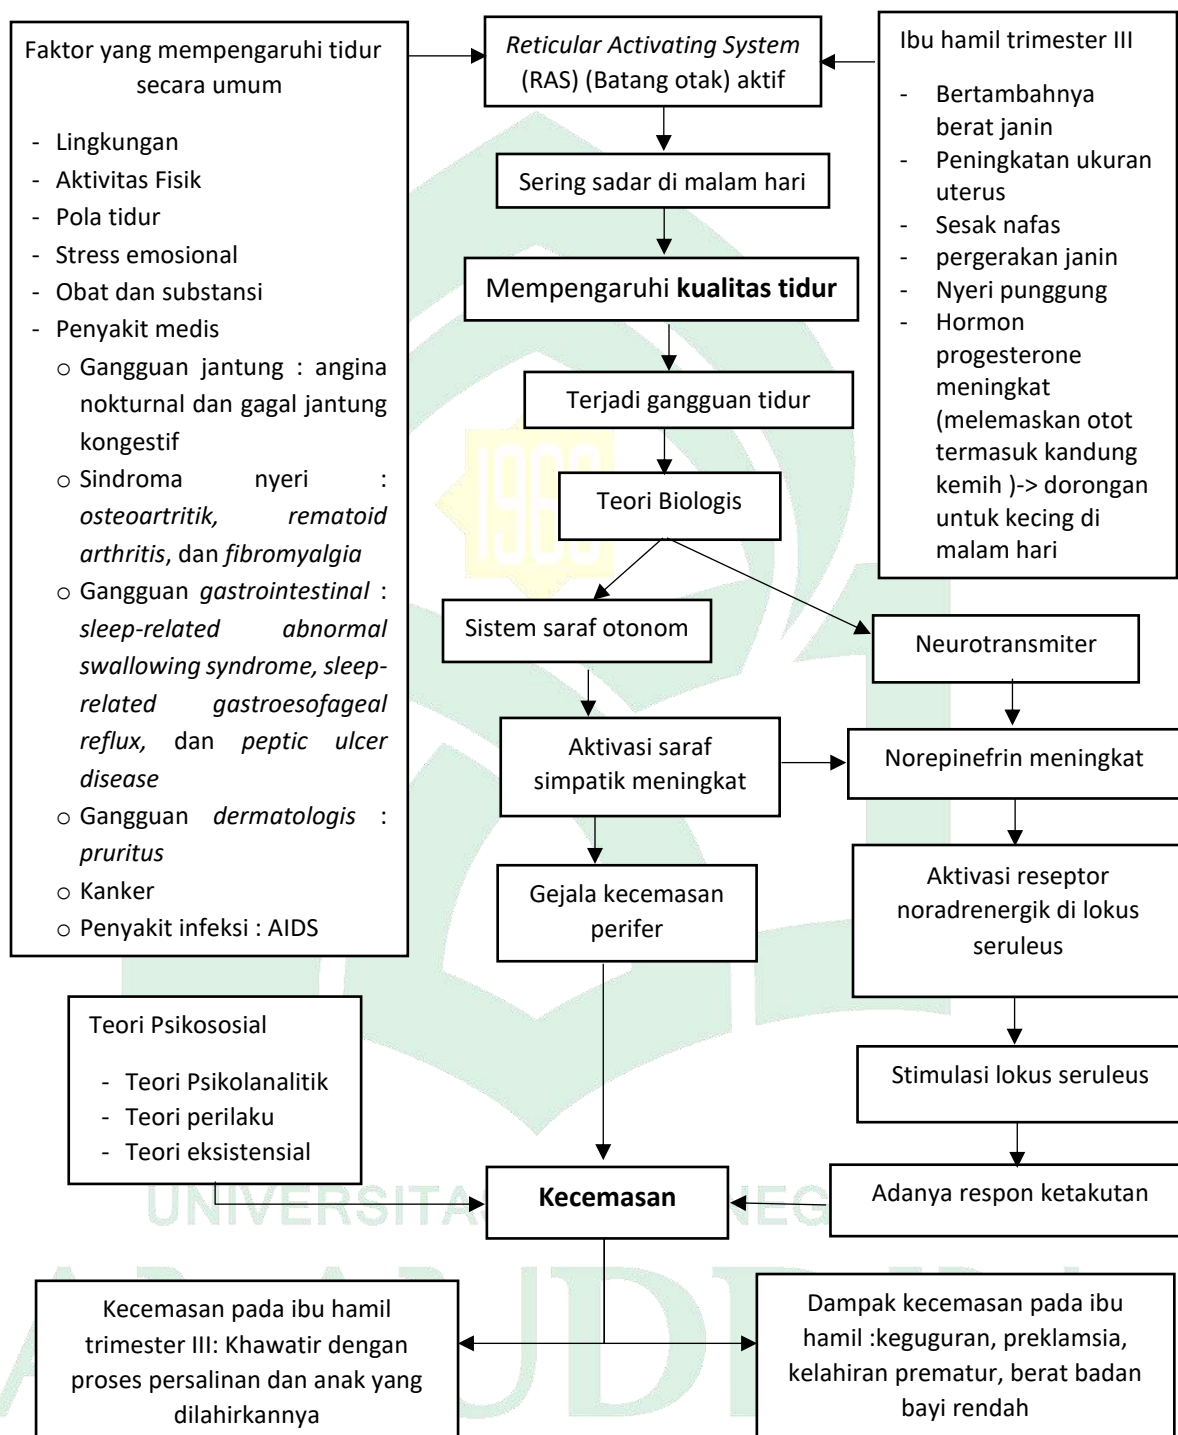 Faktor yang mempengaruhi tidur
secara umum
- Lingkungan
- Aktivitas Fisik
- Pola tidur
- Stress emosional
- Obat dan substansi
- Penyakit medis
o Gangguan jantung : angina
nokturnal dan gagal jantung
kongestif
o Sindroma nyeri :
osteoartritik, rematoid
arthritis, dan fibromyalgia
o Gangguan gastrointestinal :
sleep-related abnormal
swallowing syndrome, sleep-
related gastroesofageal
reflux, dan peptic ulcer
disease
o Gangguan dermatologis :
pruritus
o Kanker
o Penyakit infeksi : AIDS
Reticular Activating System
(RAS) (Batang otak) aktif
Ibu hamil trimester III
- Bertambahnya
berat janin
- Peningkatan ukuran
uterus
- Sesak nafas
- pergerakan janin
- Nyeri punggung
- Hormon
progesterone
meningkat
(melemaskan otot
termasuk kandung
kemih )-> dorongan
untuk kecing di
malam hari
Sering sadar di malam hari
Mempengaruhi kualitas tidur
Terjadi gangguan tidur
Teori Biologis
1968
Sistem saraf otonom
Neurotransmiter
Aktivasi saraf
simpatik meningkat
Norepinefrin meningkat
Gejala kecemasan
perifer
Aktivasi reseptor
noradrenergik di lokus
seruleus
Teori Psikososial
- Teori Psikolanalitik
- Teori perilaku
- Teori eksistensial
Stimulasi lokus seruleus
Kecemasan
Adanya respon ketakutan
Kecemasan pada ibu hamil
trimester III: Khawatir dengan
proses persalinan dan anak yang
dilahirkannya
Dampak kecemasan pada ibu
hamil :keguguran, preklamsia,
kelahiran prematur, berat badan
bayi rendah